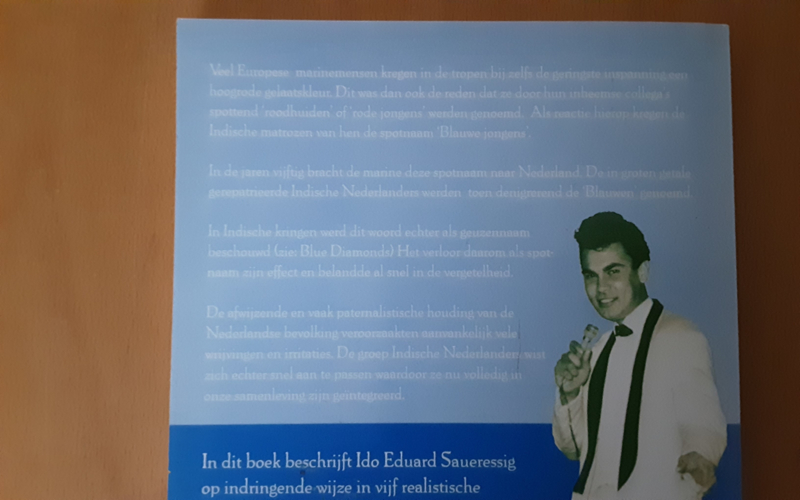 Veel Europese marinemensen kregen in de tropen bij zelfs de geringste inspanning een
hoogrode gelaatskleur. Dit was dan ook de reden dat ze door hun inheemse collega's
spottend 'roodhuiden' of 'rode jongens' werden genoemd. Als reactie hierop kregen de
Indische matrozen van hen de spotnaam 'Blauwe jongens'.
In de jaren vijftig bracht de marine deze spotnaam naar Nederland. De in groten getale
gerepatrieerde Indische Nederlanders werden toen denigrerend de 'Blauwen' genoemd.
In Indische kringen werd dit woord echter als geuzennaam
beschouwd (zie: Blue Diamonds) Het verloor daarom als spot-
naam zijn effect en belandde al snel in de vergetelheid.
De afwijzende en vaak paternalistische houding van de
Nederlandse bevolking veroorzaakten aanvankelijk vele
wrijvingen en irritaties. De groep Indische Nederlanders wist
zich echter snel aan te passen waardoor ze nu volledig in
onze samenleving zijn geïntegreerd.
In dit boek beschrijft Ido Eduard Saueressig
op indringende wijze in vijf realistische